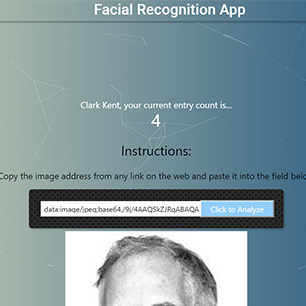 Facial Recognition App
Clark Kent, your current entry count is...
4
Instructions:
Copy the image address from any link on the web and paste it into the field
data:image/jpeg;base64,/9j/4AAQSkZJRgABAQA
Click to Analyze